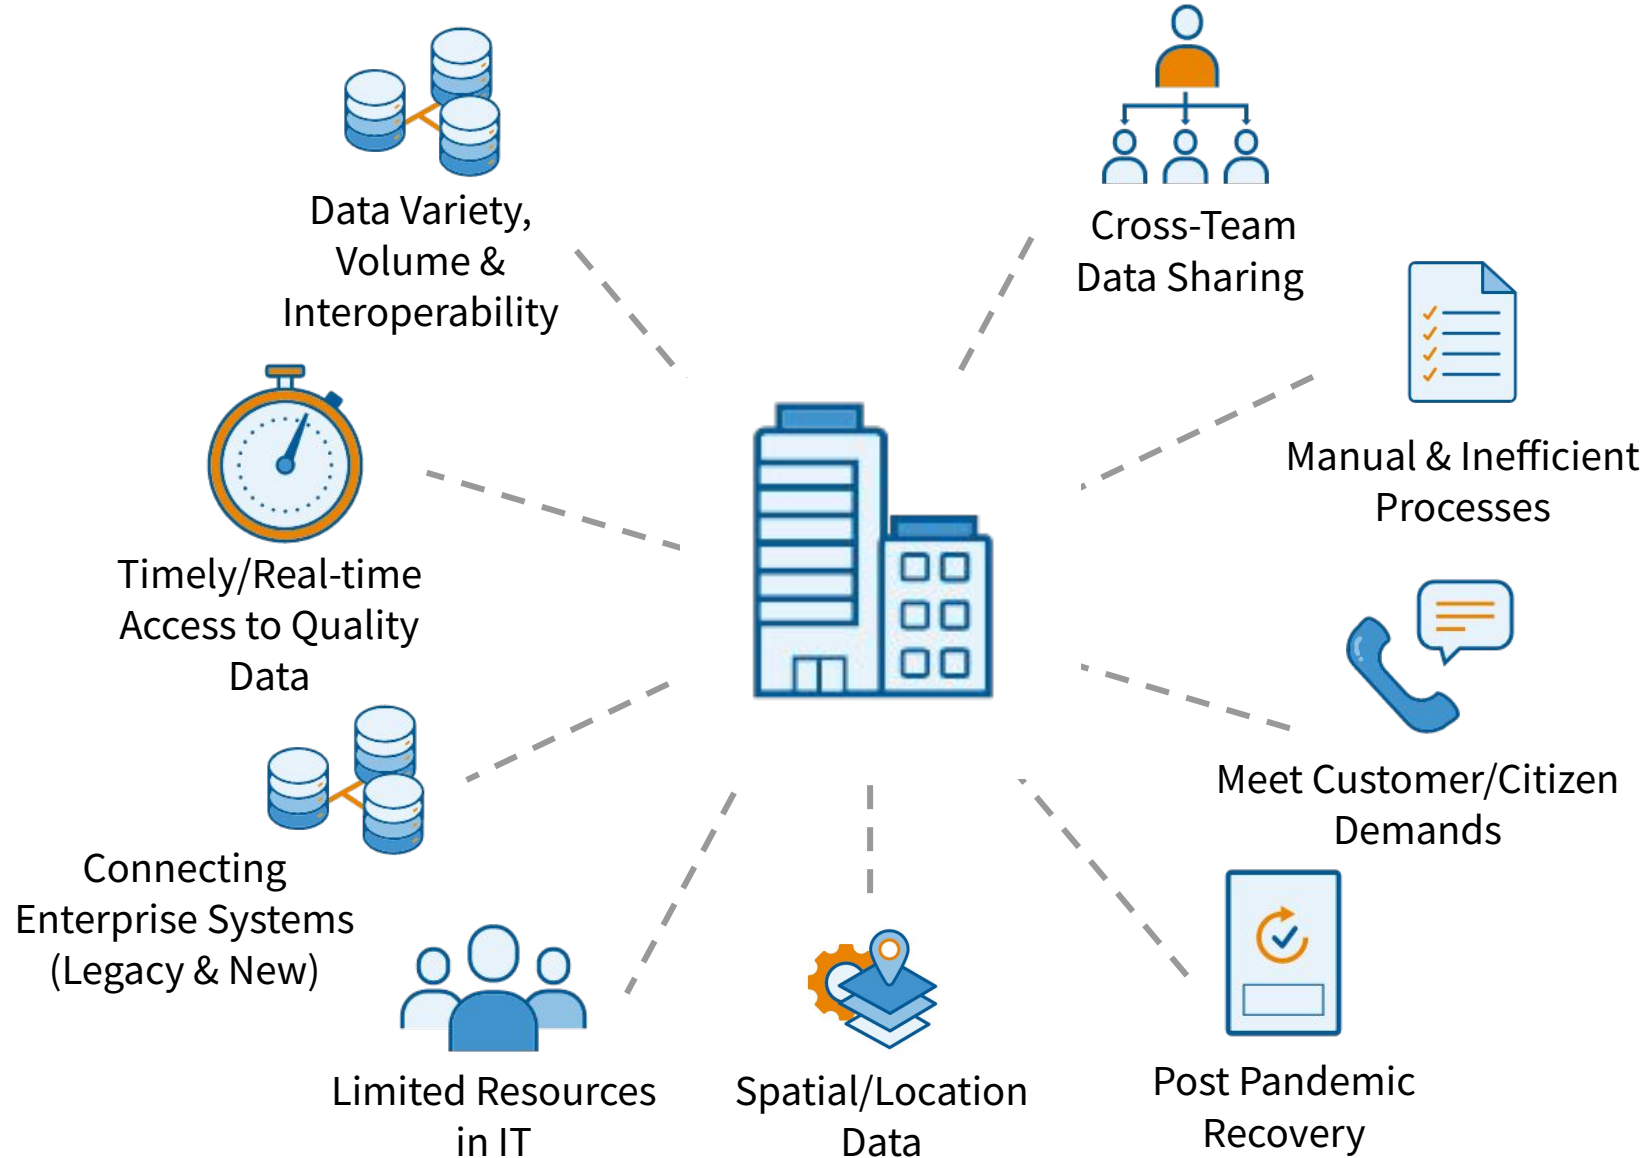 Data Variety,
Volume &
Interoperability
Cross-Team
Data Sharing
Manual & Inefficient
Processes
Timely/Real-time
Access to Quality
Data
Meet Customer/Citizen
Demands
Connecting
Enterprise Systems
(Legacy & New)
Limited Resources
in IT
Spatial/Location
Data
Post Pandemic
Recovery